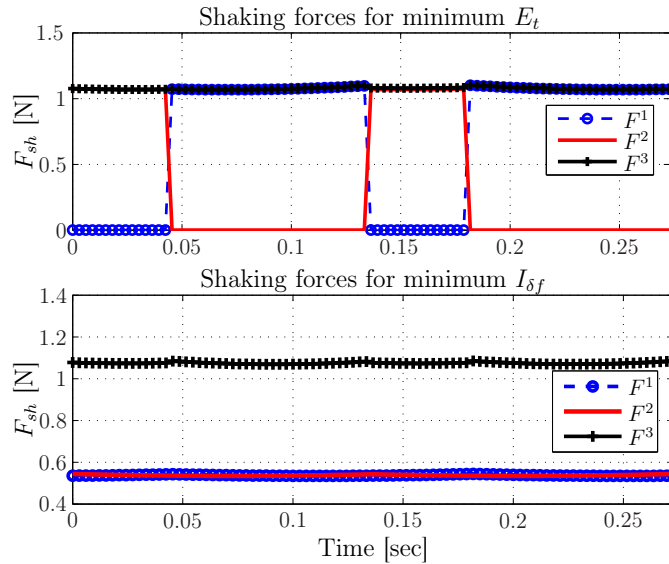 Shaking forces for minimum E_t
1.5
1
0.5
0
F_sh [N]
F^1
F^2
F^3
0 0.05 0.1 0.15 0.2 0.25
Shaking forces for minimum I_δf
1.4
1.2
1
0.8
0.6
0.4
F_sh [N]
F^1
F^2
F^3
0 0.05 0.1 0.15 0.2 0.25
Time [sec]